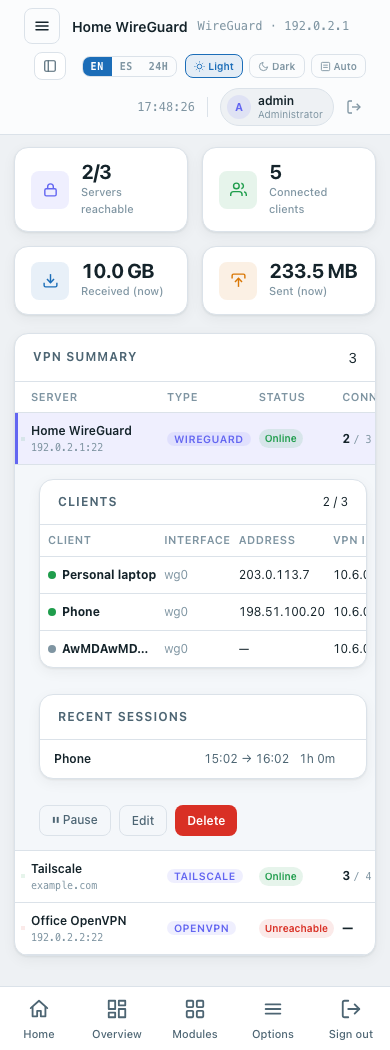 Home WireGuard WireGuard · 192.0.2.1
EN ES 24H Light Dark Auto
17:48:26 A admin
Administrator
2/3
Servers
reachable
5
Connected
clients
10.0 GB
Received (now)
233.5 MB
Sent (now)
VPN SUMMARY 3
SERVER TYPE STATUS CONN
Home WireGuard WIREGUARD Online 2 / 3
192.0.2.1:22
CLIENTS 2 / 3
CLIENT INTERFACE ADDRESS VPN I
Personal laptop wg0 203.0.113.7 10.6.0
Phone wg0 198.51.100.20 10.6.0
AwMDAwMD... wg0 — 10.6.0
RECENT SESSIONS
Phone 15:02 → 16:02 1h 0m
Pause Edit Delete
Tailscale TAILSCALE Online 3 / 4
example.com
Office OpenVPN OPENVPN Unreachable —
192.0.2.2:22
Home Overview Modules Options Sign out